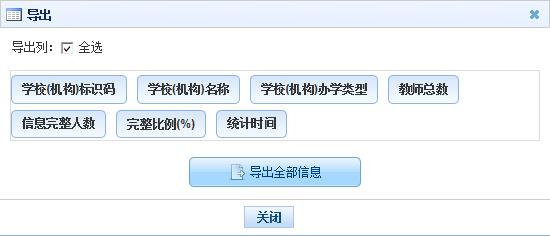 导出
导出列： 全选
学校(机构)标识码 学校(机构)名称 学校(机构)办学类型 教师总数
信息完整人数 完整比例(%) 统计时间
导出全部信息
关闭